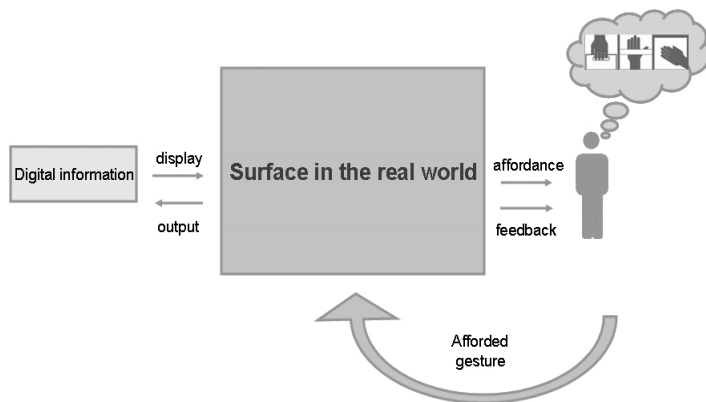 Digital information
display
output
Surface in the real world
affordance
feedback
Afforded
gesture